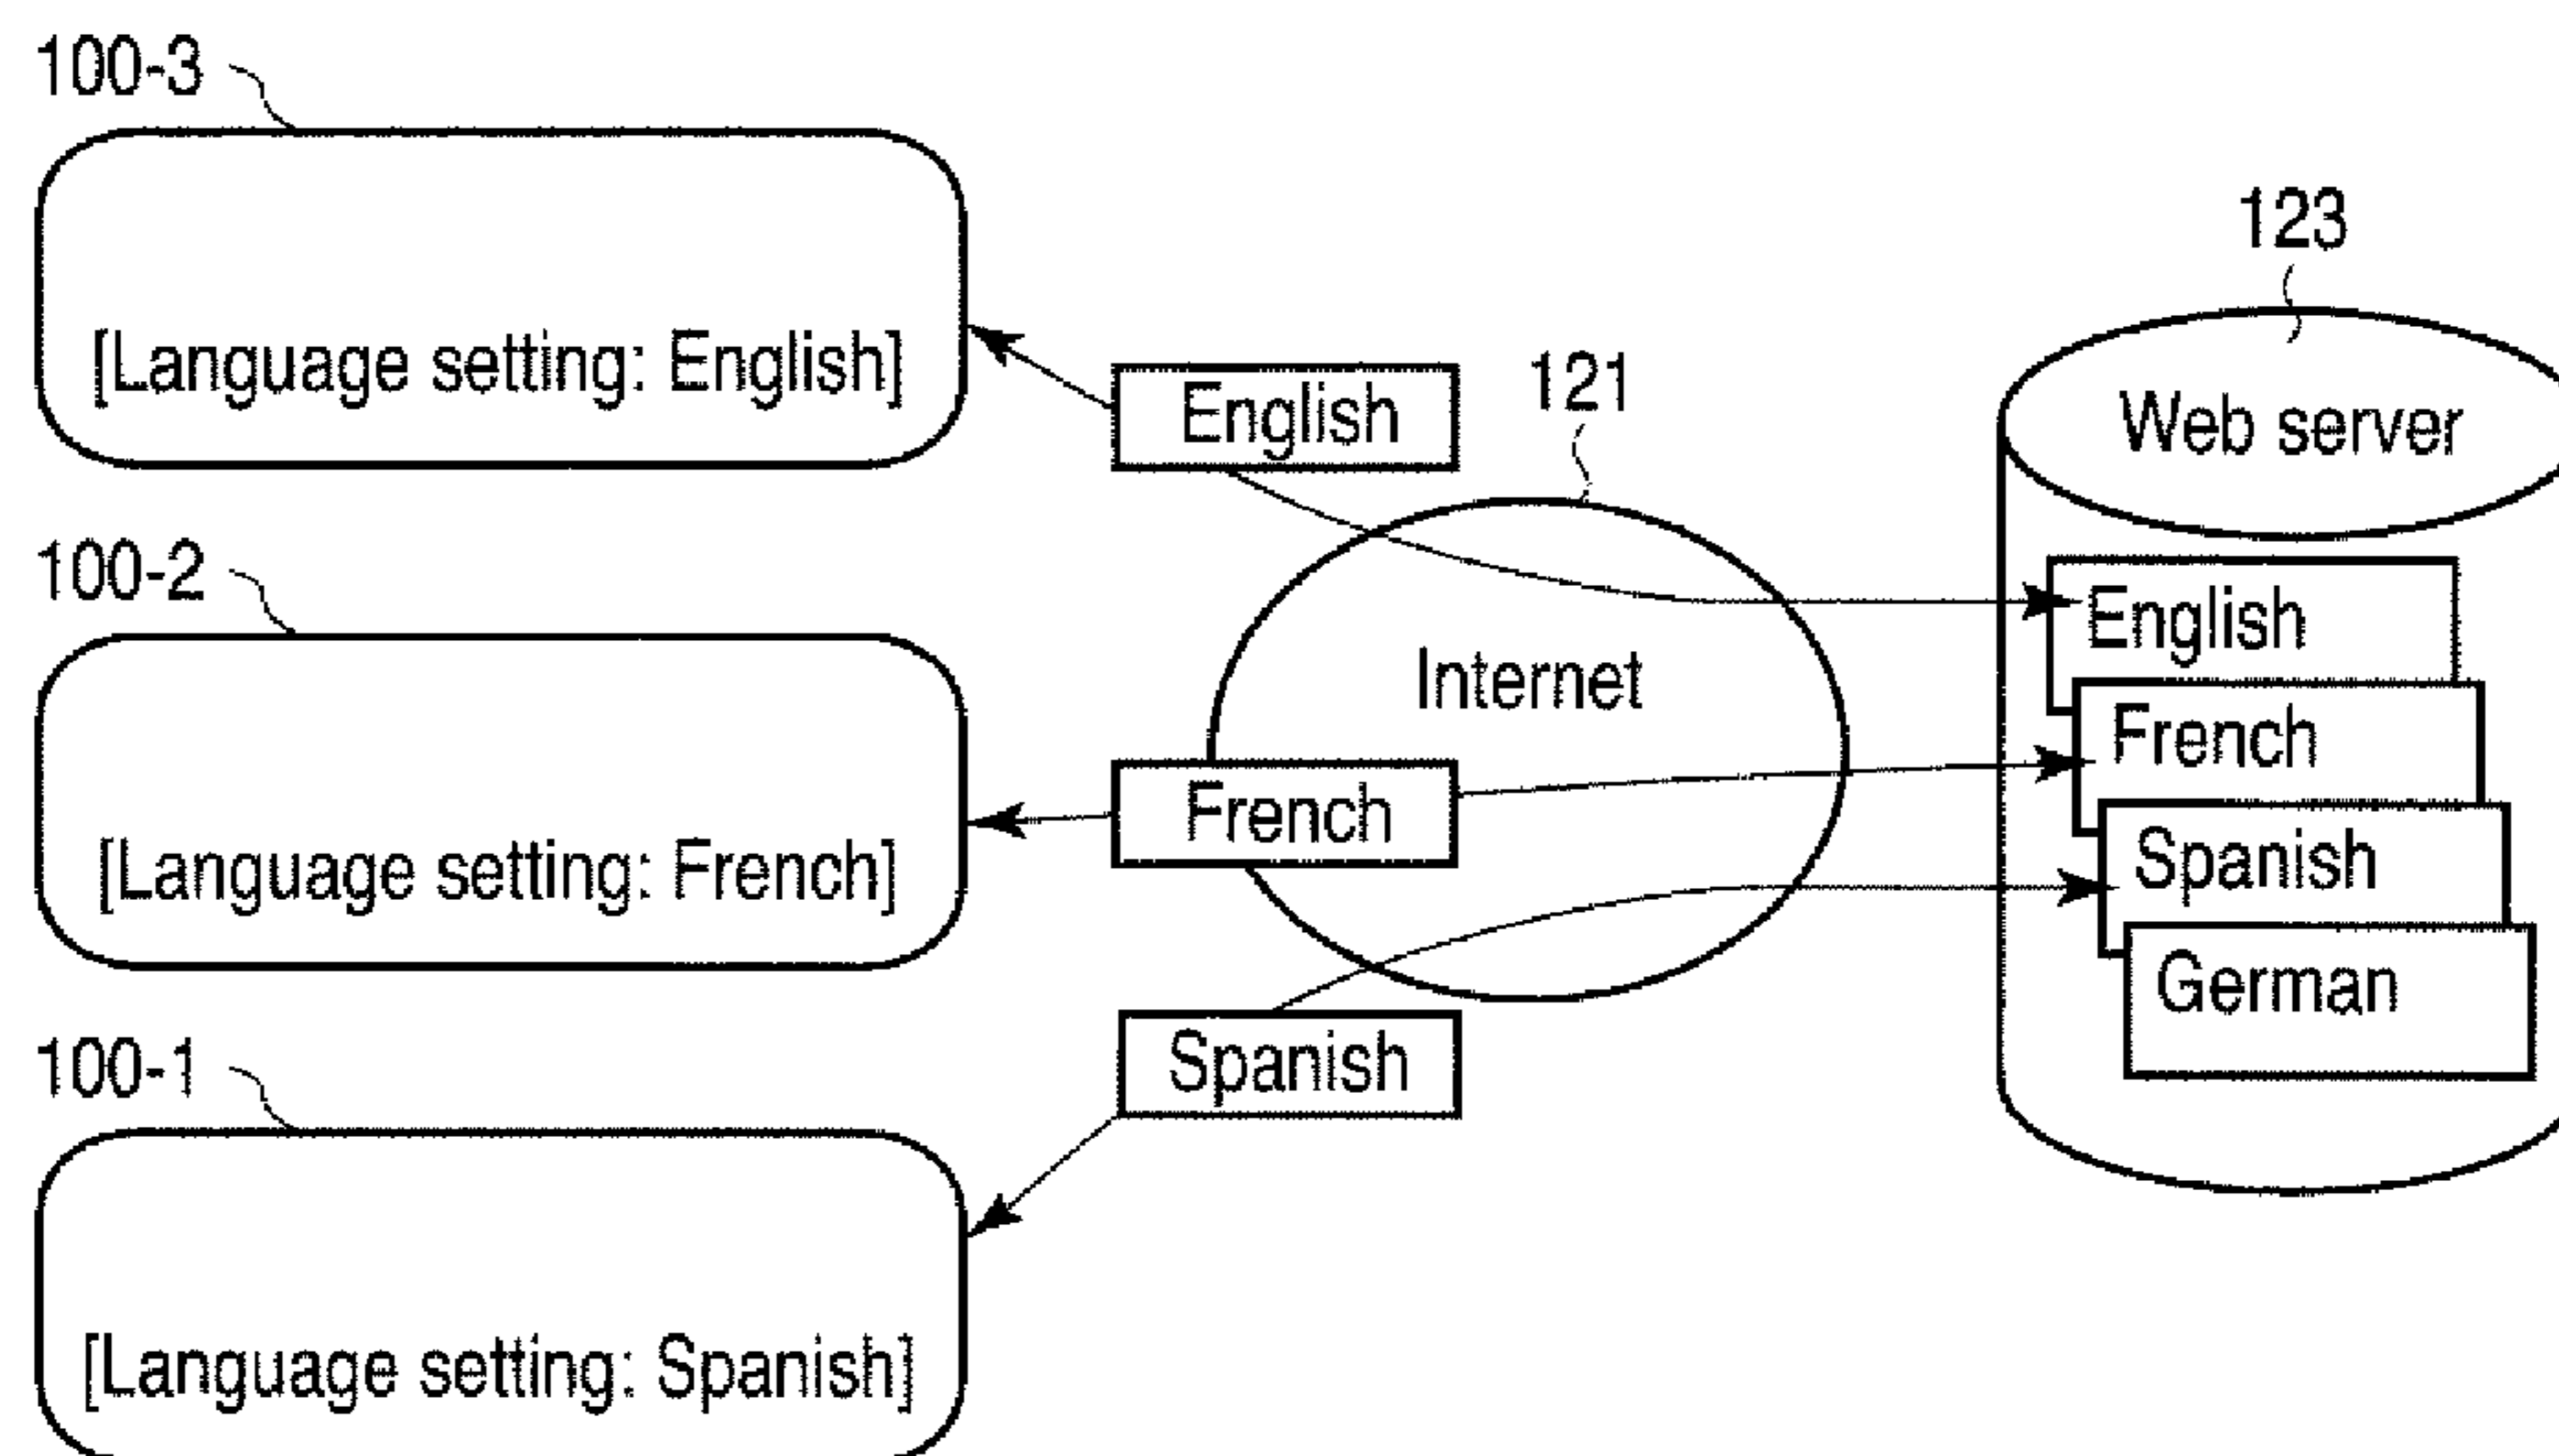 100-3
[Language setting: English]
English
121
123
Web server
100-2
[Language setting: French]
Internet
French
English
French
Spanish
German
100-1
[Language setting: Spanish]
Spanish